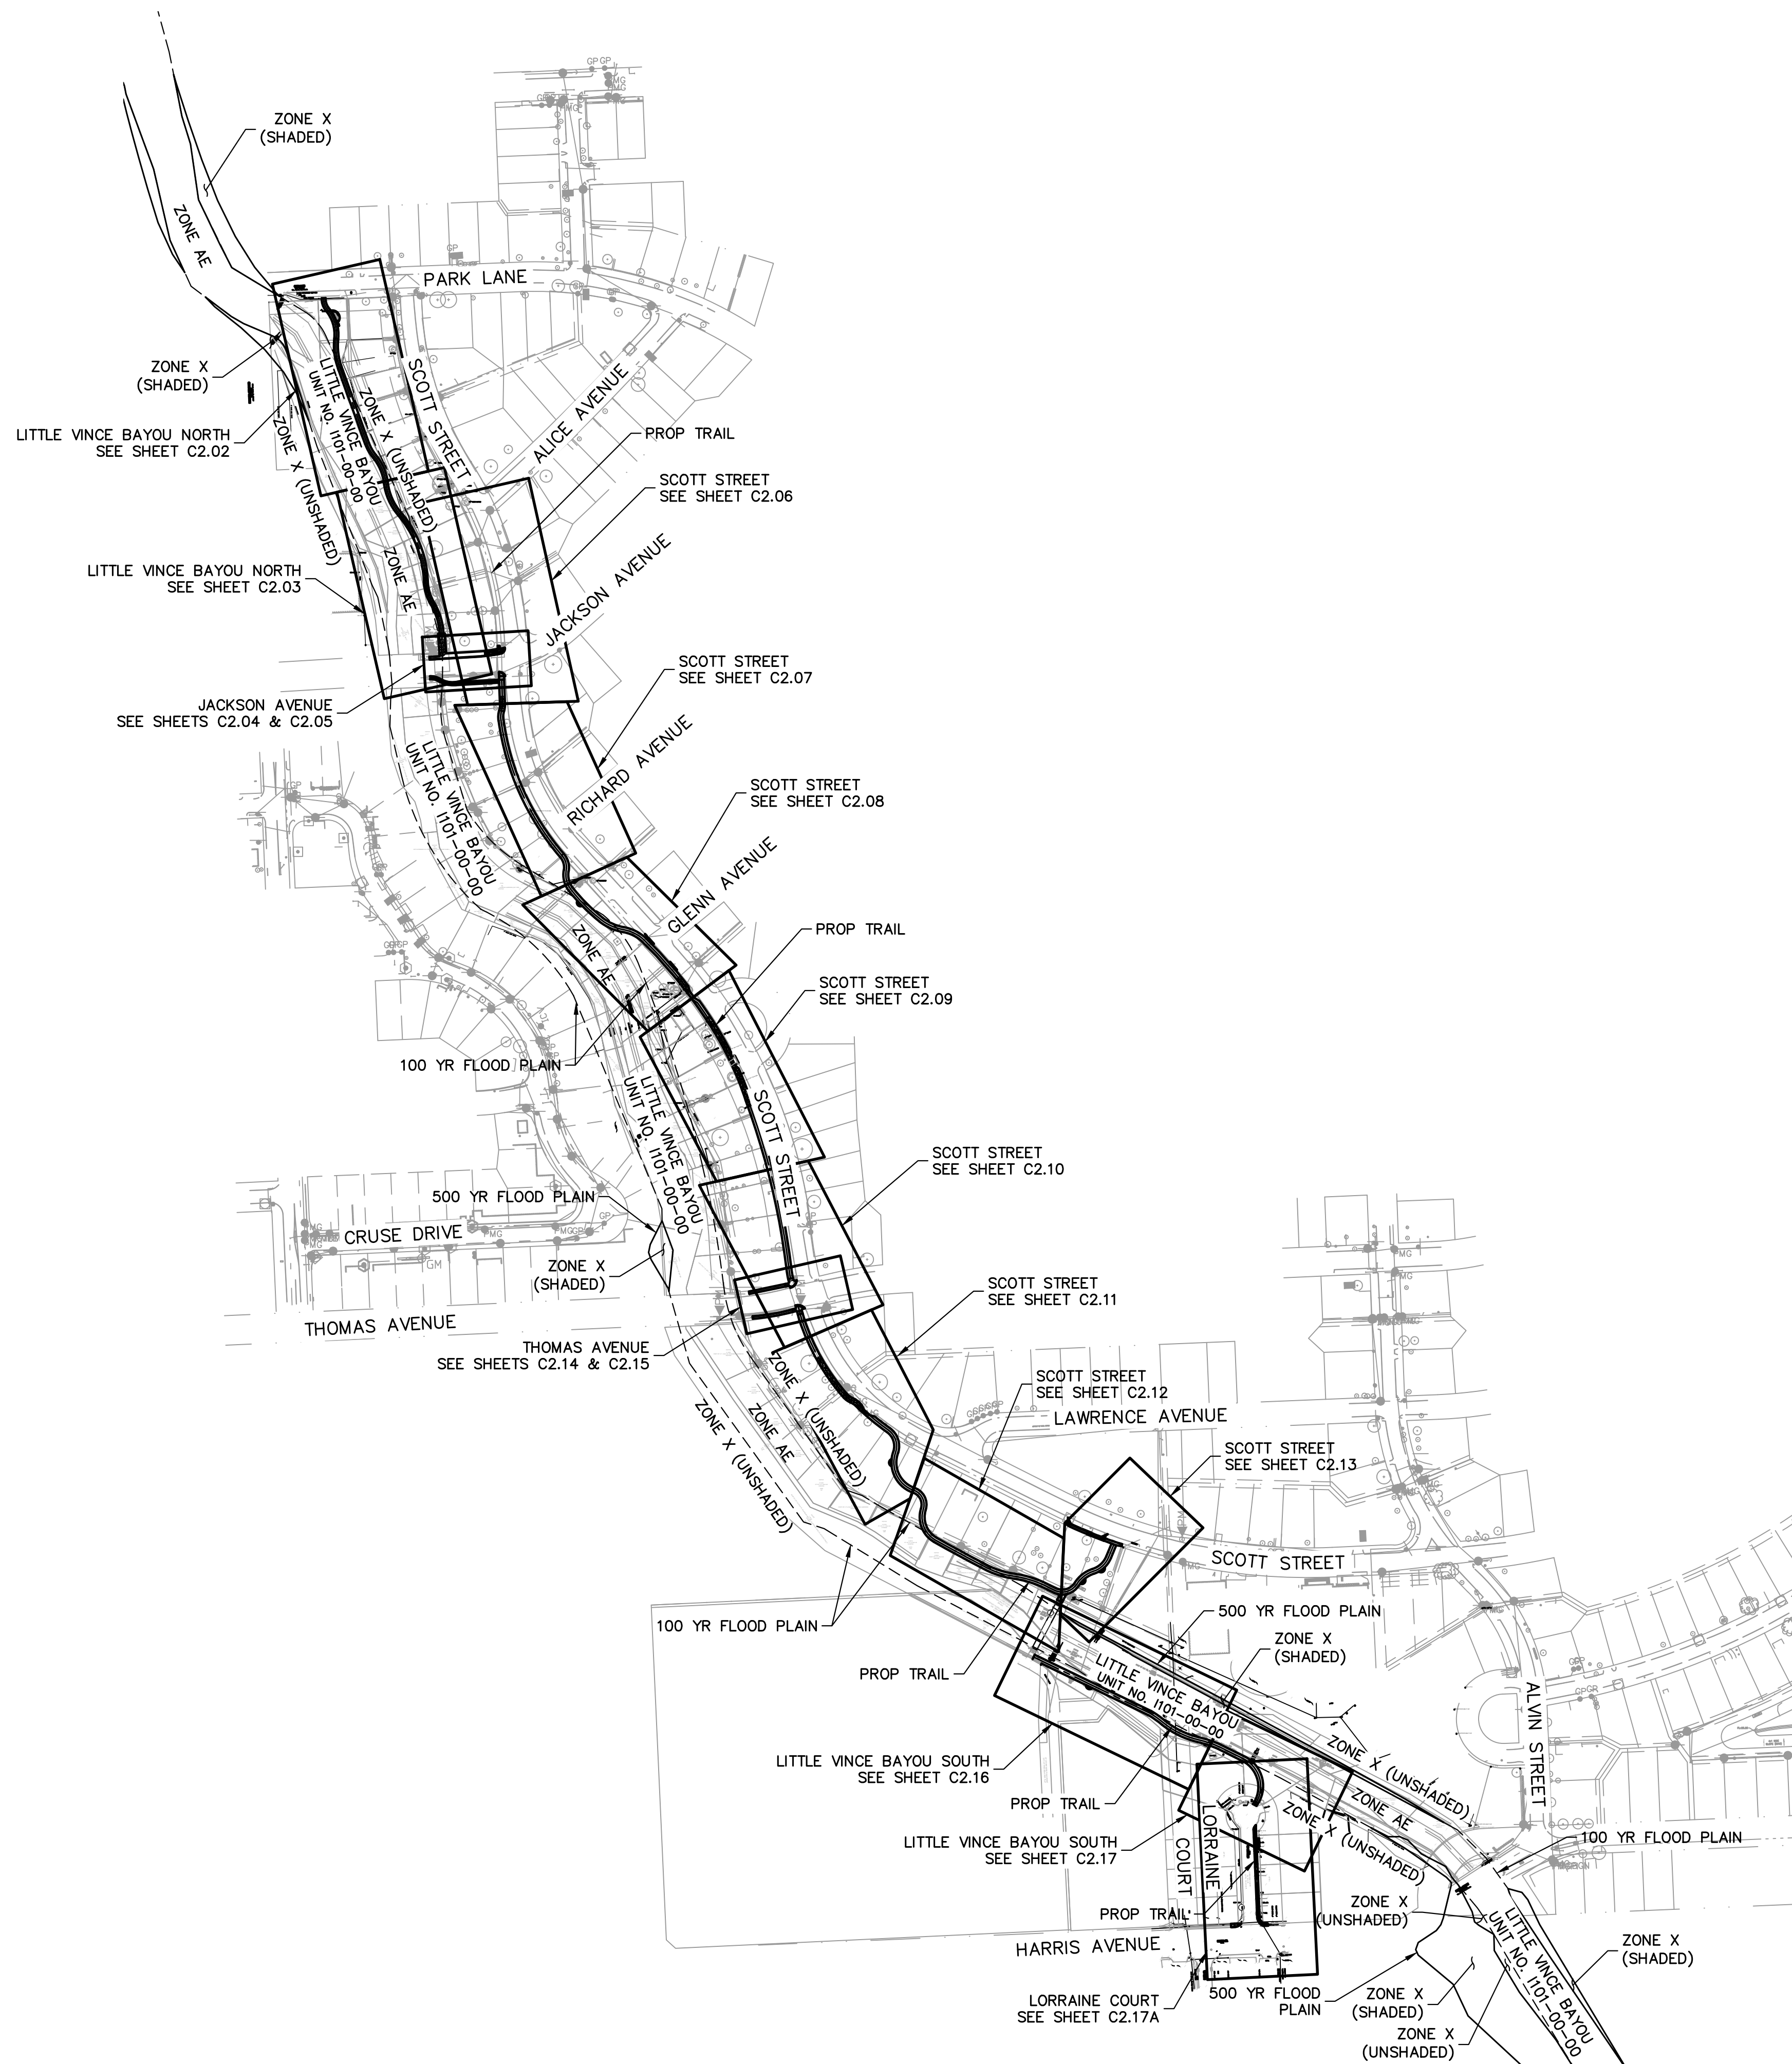 GP GP
ZONE X
(SHADED)
ZONE AE
GP
PARK LANE
ZONE X
(SHADED)
LITTLE VINCE BAYOU
UNIT NO. I101-00-00
ZONE X (UNSHADED)
SCOTT STREET
ALICE AVENUE
LITTLE VINCE BAYOU NORTH
SEE SHEET C2.02
ZONE X (UNSHADED)
PROP TRAIL
SCOTT STREET
SEE SHEET C2.06
LITTLE VINCE BAYOU NORTH
SEE SHEET C2.03
ZONE AE
JACKSON AVENUE
SCOTT STREET
SEE SHEET C2.07
JACKSON AVENUE
SEE SHEETS C2.04 & C2.05
LITTLE VINCE BAYOU
UNIT NO. I101-00-00
RICHARD AVENUE
SCOTT STREET
SEE SHEET C2.08
GLENN AVENUE
ZONE AE
PROP TRAIL
SCOTT STREET
SEE SHEET C2.09
100 YR FLOOD PLAIN
LITTLE VINCE BAYOU
UNIT NO. I101-00-00
SCOTT STREET
SCOTT STREET
SEE SHEET C2.10
500 YR FLOOD PLAIN
CRUSE DRIVE
GM
ZONE X
(SHADED)
SCOTT STREET
SEE SHEET C2.11
THOMAS AVENUE
THOMAS AVENUE
SEE SHEETS C2.14 & C2.15
ZONE X (UNSHADED)
ZONE AE
ZONE X (UNSHADED)
SCOTT STREET
SEE SHEET C2.12
LAWRENCE AVENUE
SCOTT STREET
SEE SHEET C2.13
SCOTT STREET
100 YR FLOOD PLAIN
500 YR FLOOD PLAIN
ZONE X
(SHADED)
PROP TRAIL
LITTLE VINCE BAYOU
UNIT NO. I101-00-00
ALVIN STREET
LITTLE VINCE BAYOU SOUTH
SEE SHEET C2.16
ZONE X (UNSHADED)
PROP TRAIL
ZONE AE
ZONE X (UNSHADED)
LITTLE VINCE BAYOU SOUTH
SEE SHEET C2.17
LORRAINE
COURT
100 YR FLOOD PLAIN
PROP TRAIL
ZONE X
(UNSHADED)
HARRIS AVENUE
LITTLE VINCE BAYOU
UNIT NO. I101-00-00
ZONE X
(SHADED)
LORRAINE COURT
SEE SHEET C2.17A
500 YR FLOOD
PLAIN
ZONE X
(SHADED)
ZONE X
(UNSHADED)